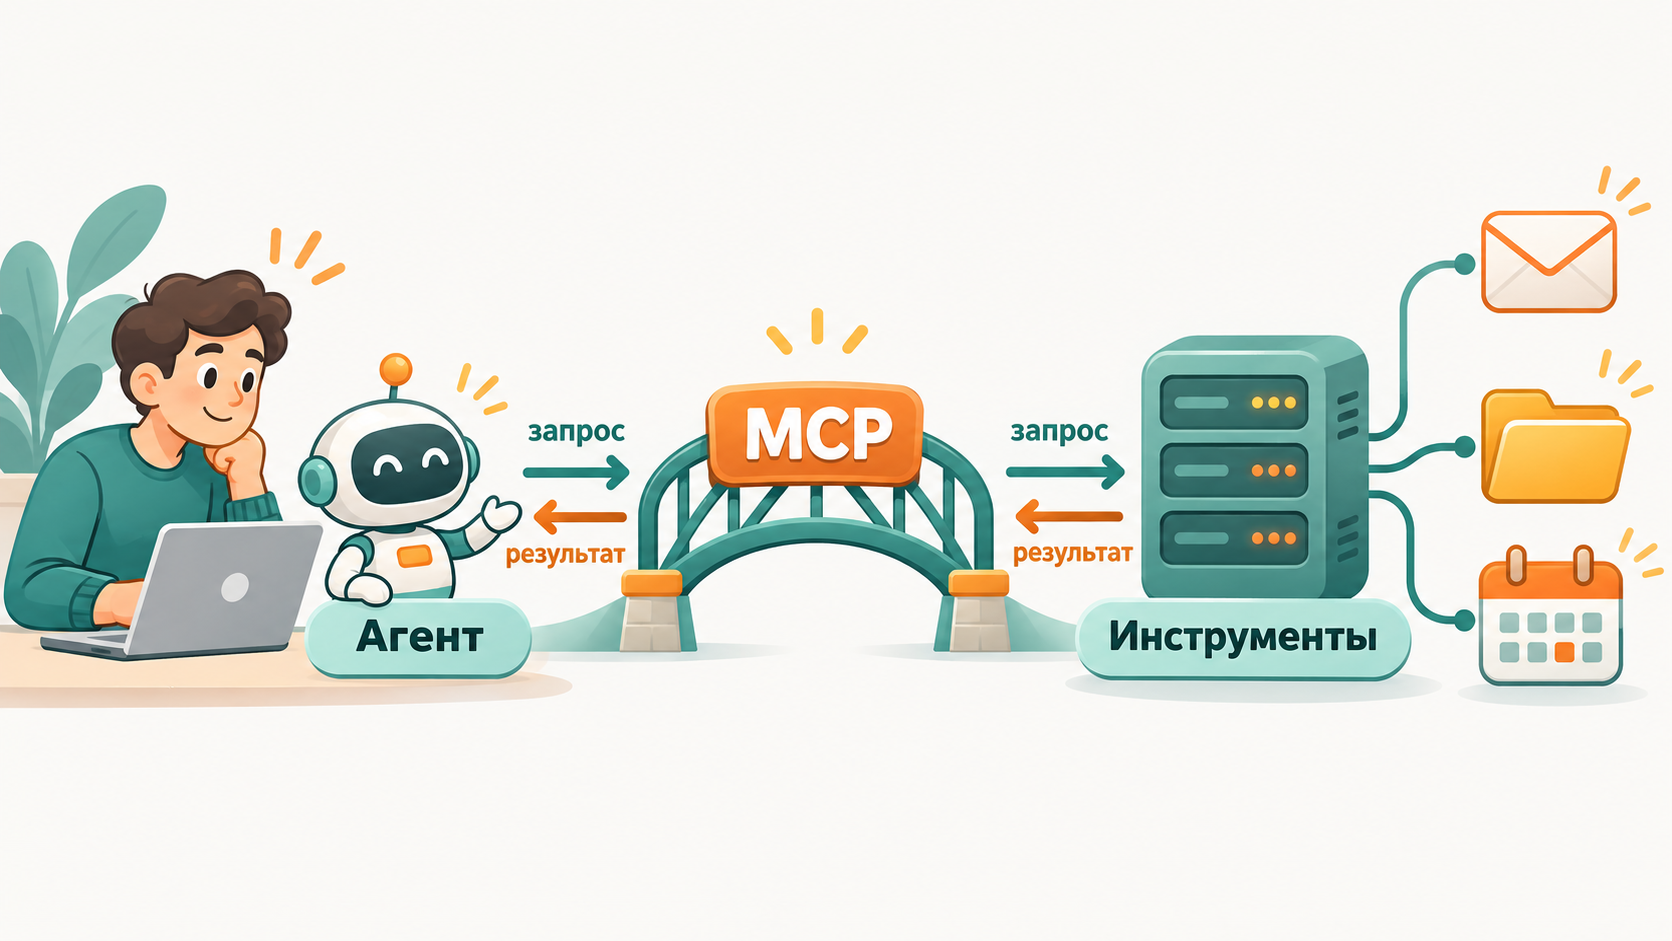 запрос
результат
MCP
запрос
результат
Агент
Инструменты